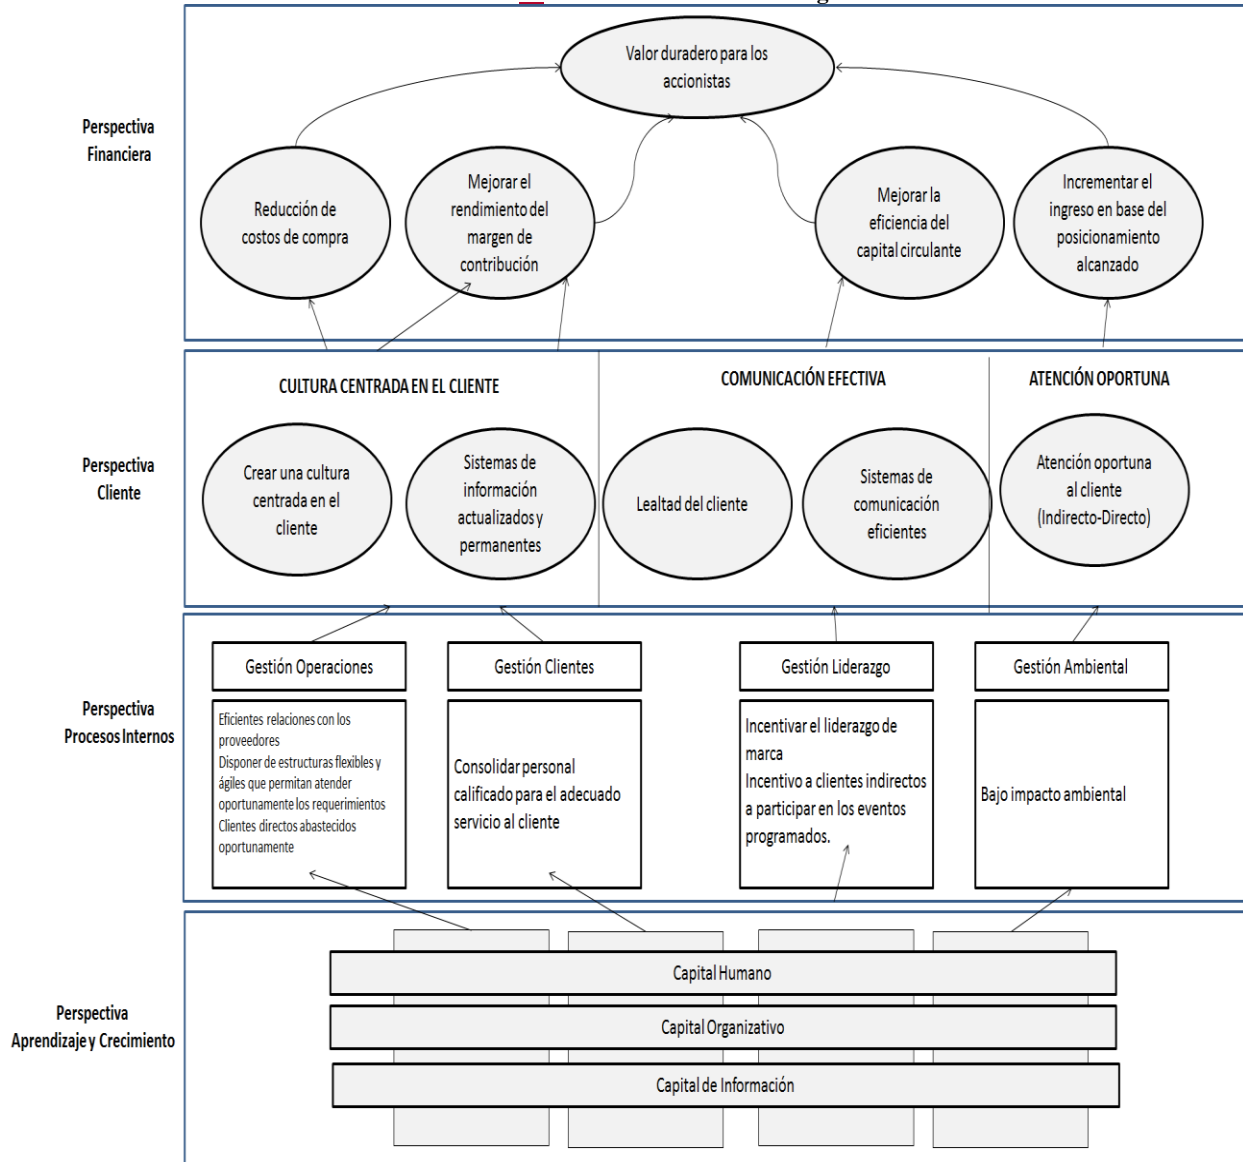 Valor duradero para los
accionistas
Perspectiva
Financiera
Reducción de
costos de compra
Mejorar el
rendimiento del
margen de
contribución
Mejorar la
eficiencia del
capital circulante
Incrementar el
ingreso en base del
posicionamiento
alcanzado
CULTURA CENTRADA EN EL CLIENTE
COMUNICACIÓN EFECTIVA
ATENCIÓN OPORTUNA
Perspectiva
Cliente
Crear una cultura
centrada en el
cliente
Sistemas de
información
actualizados y
permanentes
Lealtad del cliente
Sistemas de
comunicación
eficientes
Atención oportuna
al cliente
(Indirecto-Directo)
Perspectiva
Procesos Internos
Gestión Operaciones
Gestión Clientes
Gestión Liderazgo
Gestión Ambiental
Eficientes relaciones con los
proveedores
Disponer de estructuras flexibles y
ágiles que permitan atender
oportunamente los requerimientos
Clientes directos abastecidos
oportunamente
Consolidar personal
calificado para el adecuado
servicio al cliente
Incentivar el liderazgo de
marca
Incentivo a clientes indirectos
a participar en los eventos
programados.
Bajo impacto ambiental
Perspectiva
Aprendizaje y Crecimiento
Capital Humano
Capital Organizativo
Capital de Información